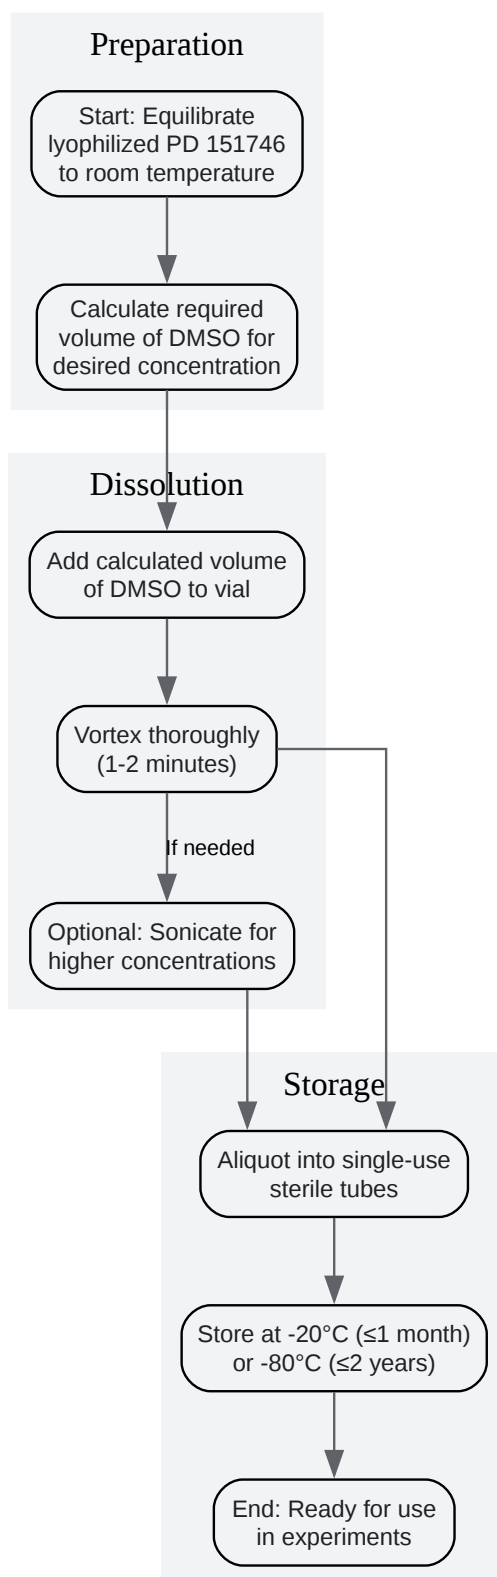 Preparation
Start: Equilibrate
lyophilized PD 151746
to room temperature
Calculate required
volume of DMSO for
desired concentration
Dissolution
Add calculated volume
of DMSO to vial
Vortex thoroughly
(1-2 minutes)
If needed
Optional: Sonicate for
higher concentrations
Storage
Aliquot into single-use
sterile tubes
Store at -20°C (≤1 month)
or -80°C (≤2 years)
End: Ready for use
in experiments